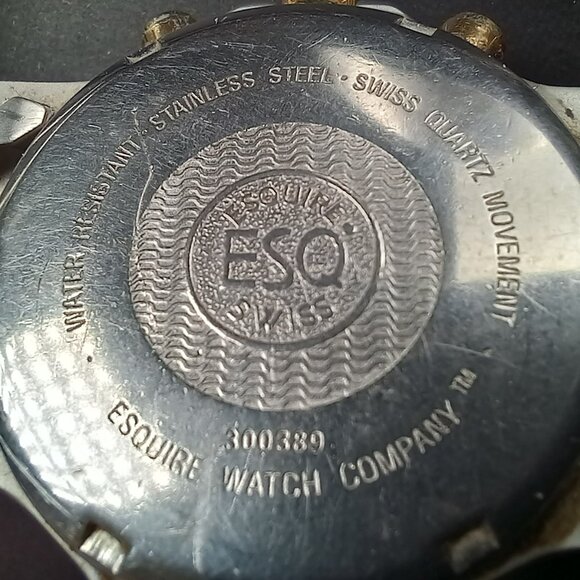 WATER RESISTANT · STAINLESS STEEL · SWISS QUARTZ MOVEMENT
ESQUIRE
ESQ
SWISS
300389
ESQUIRE WATCH COMPANY ™